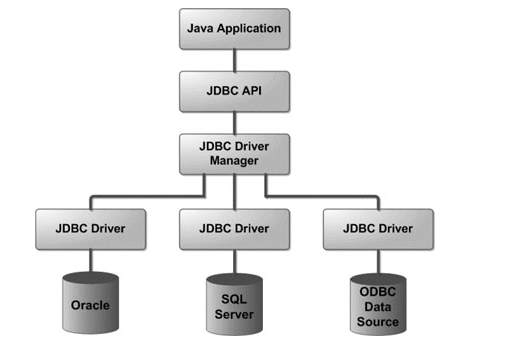 Java Application
JDBC API
JDBC Driver
Manager
JDBC Driver
JDBC Driver
JDBC Driver
Oracle
SQL
Server
ODBC
Data
Source